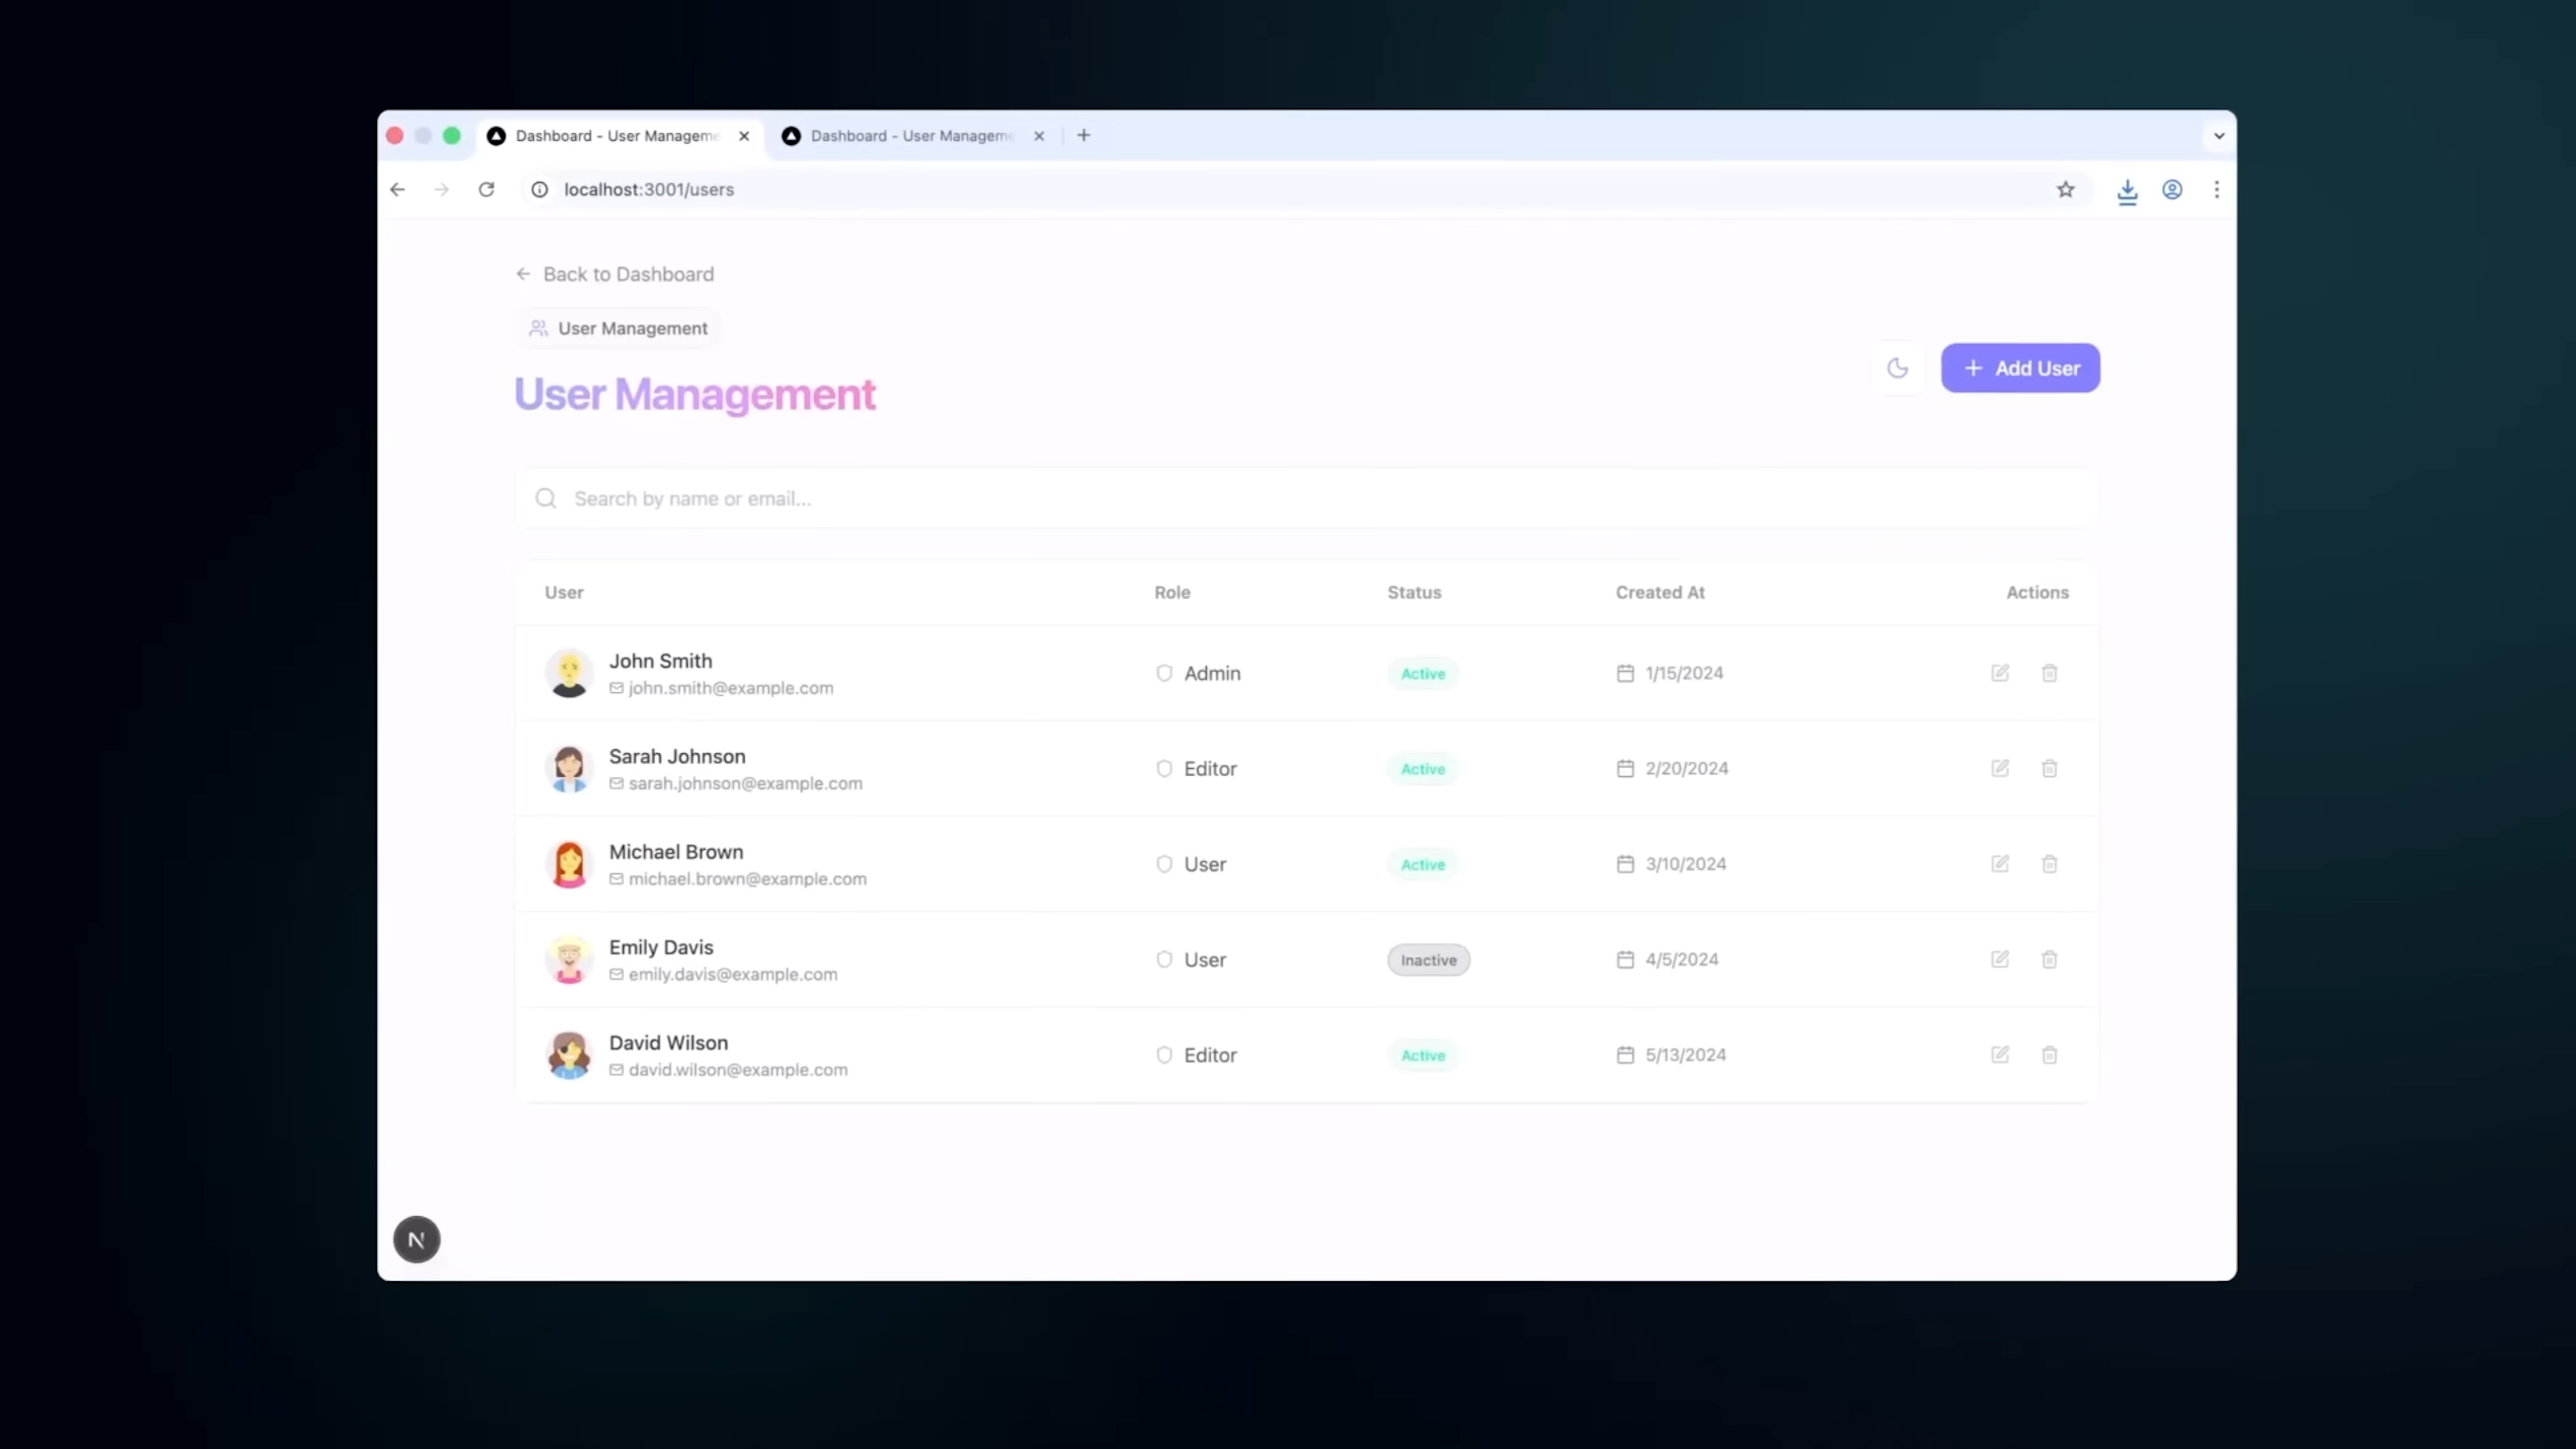 Dashboard - User Manageme
Dashboard - User Manageme
localhost:3001/users
Back to Dashboard
User Management
User Management
Add User
Search by name or email...
User Role Status Created At Actions
John Smith
john.smith@example.com
Admin Active 1/15/2024
Sarah Johnson
sarah.johnson@example.com
Editor Active 2/20/2024
Michael Brown
michael.brown@example.com
User Active 3/10/2024
Emily Davis
emily.davis@example.com
User Inactive 4/5/2024
David Wilson
david.wilson@example.com
Editor Active 5/13/2024
N